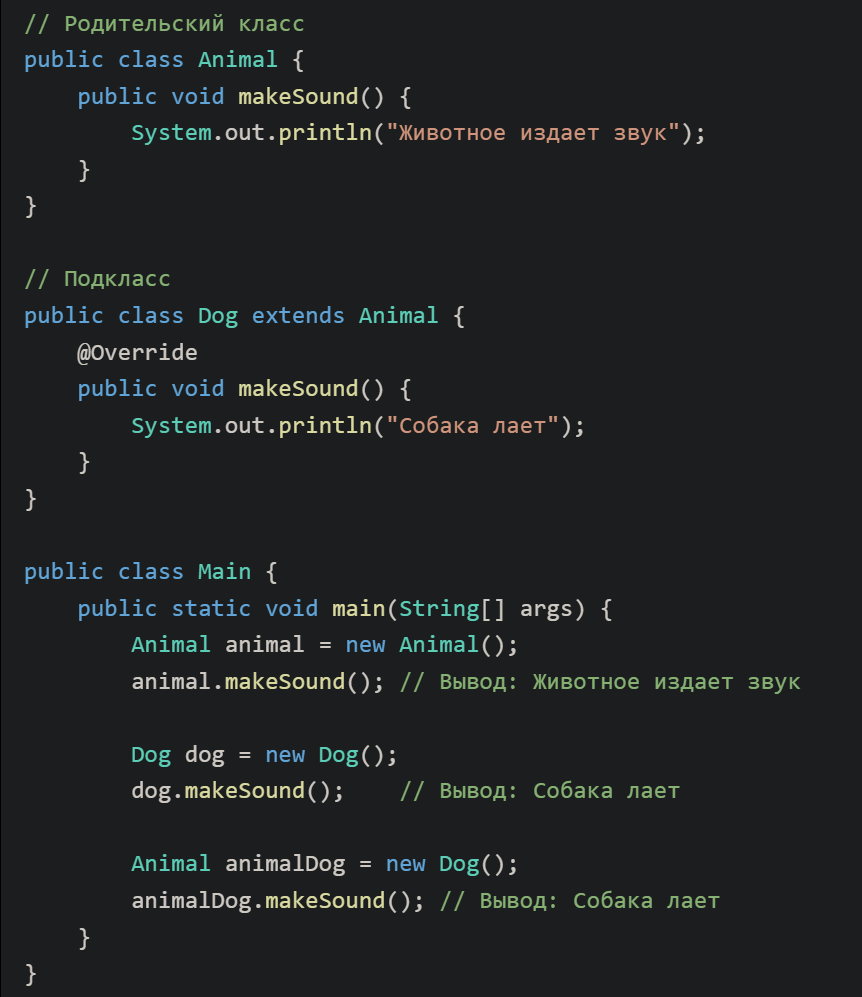 // Родительский класс
public class Animal {
    public void makeSound() {
        System.out.println("Животное издает звук");
    }
}

// Подкласс
public class Dog extends Animal {
    @Override
    public void makeSound() {
        System.out.println("Собака лает");
    }
}

public class Main {
    public static void main(String[] args) {
        Animal animal = new Animal();
        animal.makeSound(); // Вывод: Животное издает звук

        Dog dog = new Dog();
        dog.makeSound();    // Вывод: Собака лает

        Animal animalDog = new Dog();
        animalDog.makeSound(); // Вывод: Собака лает
    }
}